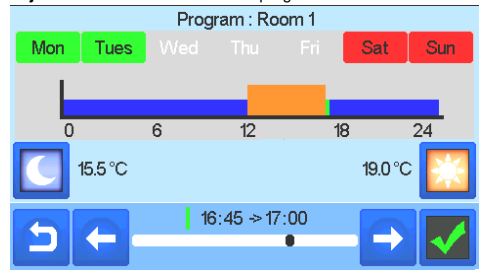 Program : Room 1
Mon Tues Wed Thu Fri Sat Sun
0 6 12 18 24
15.5 °C 19.0 °C
16:45 -> 17:00